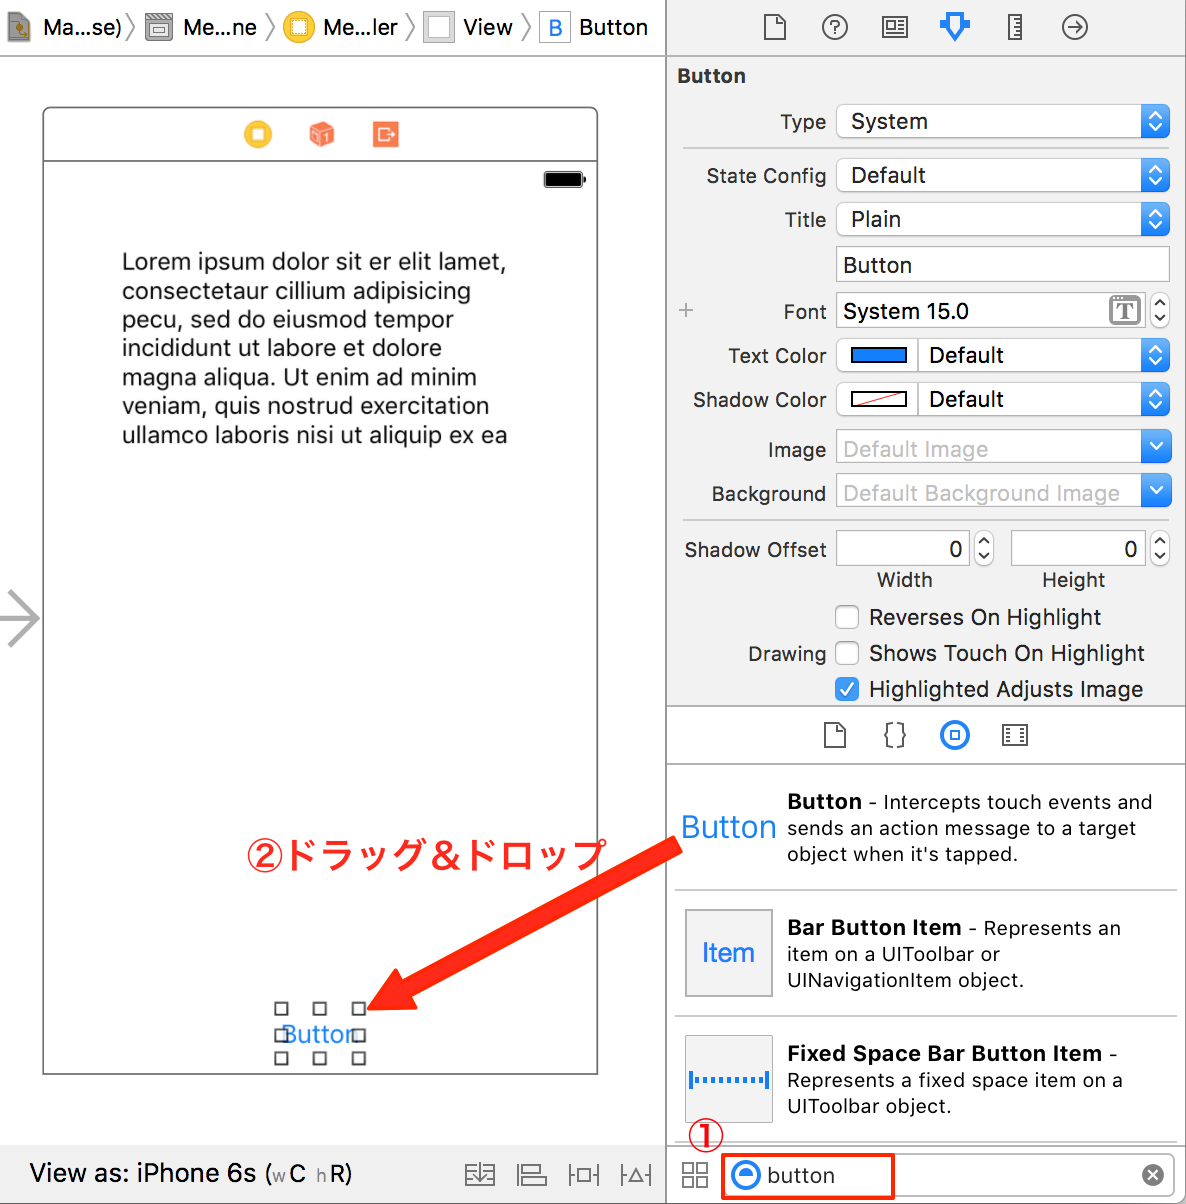 Ma...se) Me...ne Me...ler View B Button
Button
Type System
State Config Default
Title Plain
Button
Font System 15.0 T
Text Color Default
Shadow Color Default
Image Default Image
Background Default Background Image
Shadow Offset 0 0
Width Height
Reverses On Highlight
Drawing Shows Touch On Highlight
Highlighted Adjusts Image
Lorem ipsum dolor sit er elit lamet,
consectetaur cillium adipisicing
pecu, sed do eiusmod tempor
incididunt ut labore et dolore
magna aliqua. Ut enim ad minim
veniam, quis nostrud exercitation
ullamco laboris nisi ut aliquip ex ea
②ドラッグ&ドロップ
Button
Button
Button - Intercepts touch events and
sends an action message to a target
object when it's tapped.
Item
Bar Button Item - Represents an
item on a UIToolbar or
UINavigationItem object.
Fixed Space Bar Button Item -
Represents a fixed space item on a
UIToolbar object.
①
button
View as: iPhone 6s (wC hR)